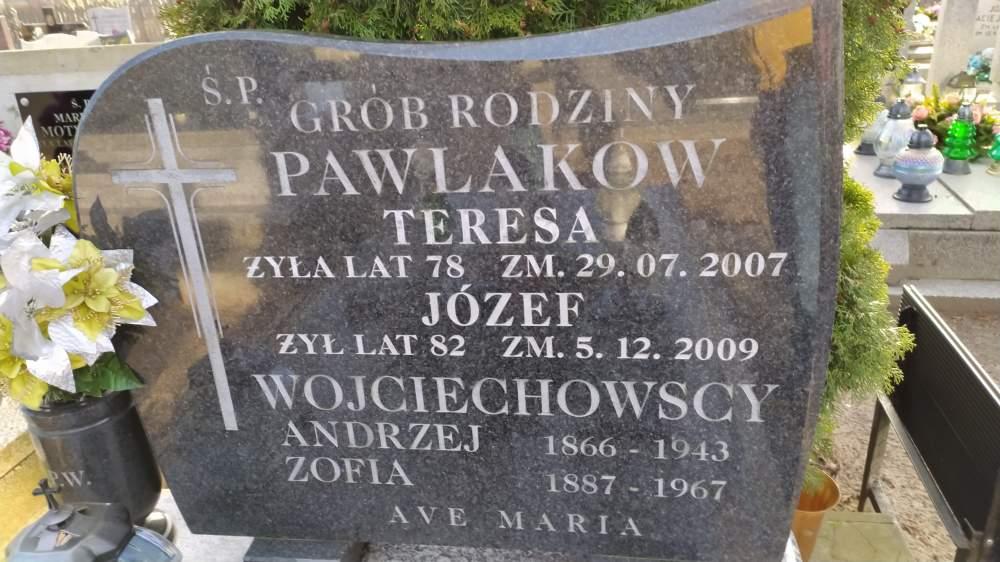 Ś.P.
GRÓB RODZINY
PAWLAKOW
TERESA
ŻYŁA LAT 78 ZM. 29. 07. 2007
JÓZEF
ŻYŁ LAT 82 ZM. 5. 12. 2009
WOJCIECHOWSCY
ANDRZEJ 1866 - 1943
ZOFIA 1887 - 1967
AVE MARIA
P.W.